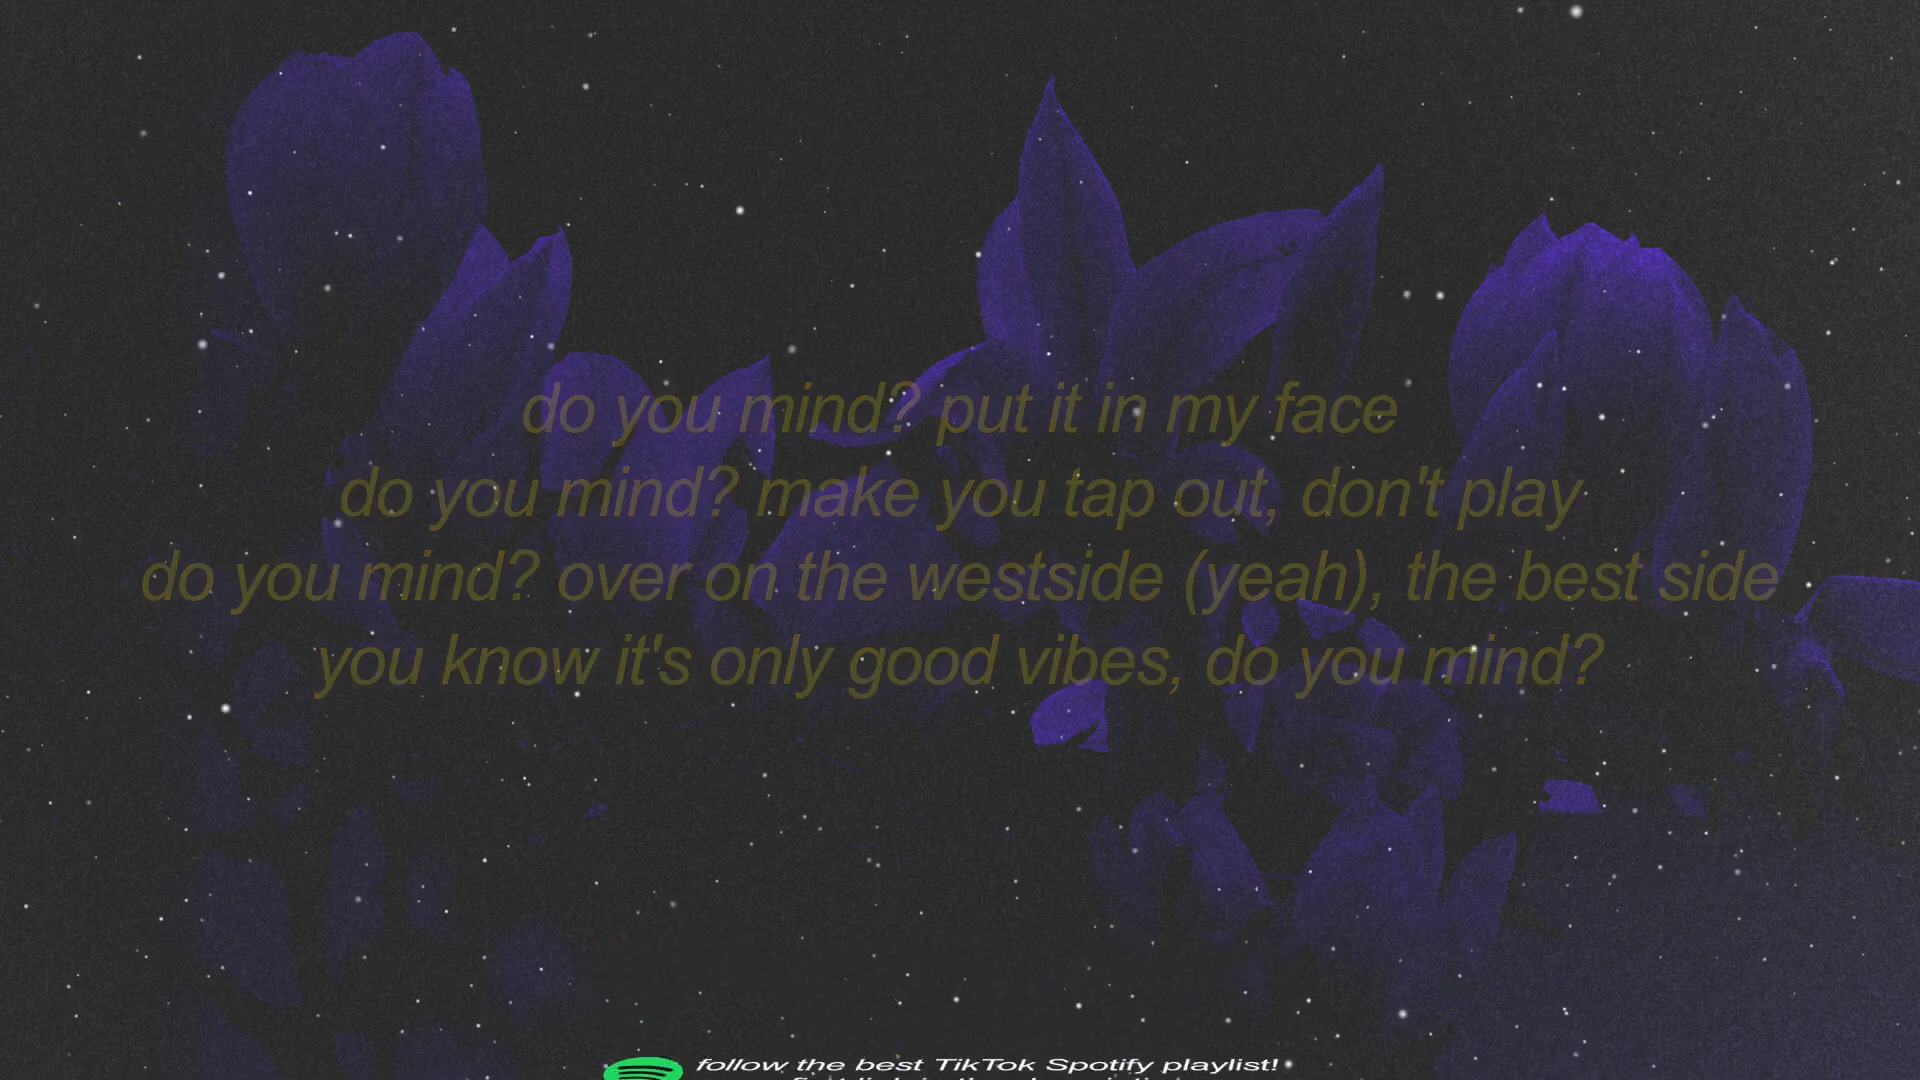 do you mind? put it in my face
do you mind? make you tap out, don't play
do you mind? over on the westside (yeah), the best side
you know it's only good vibes, do you mind?
follow the best TikTok Spotify playlist!